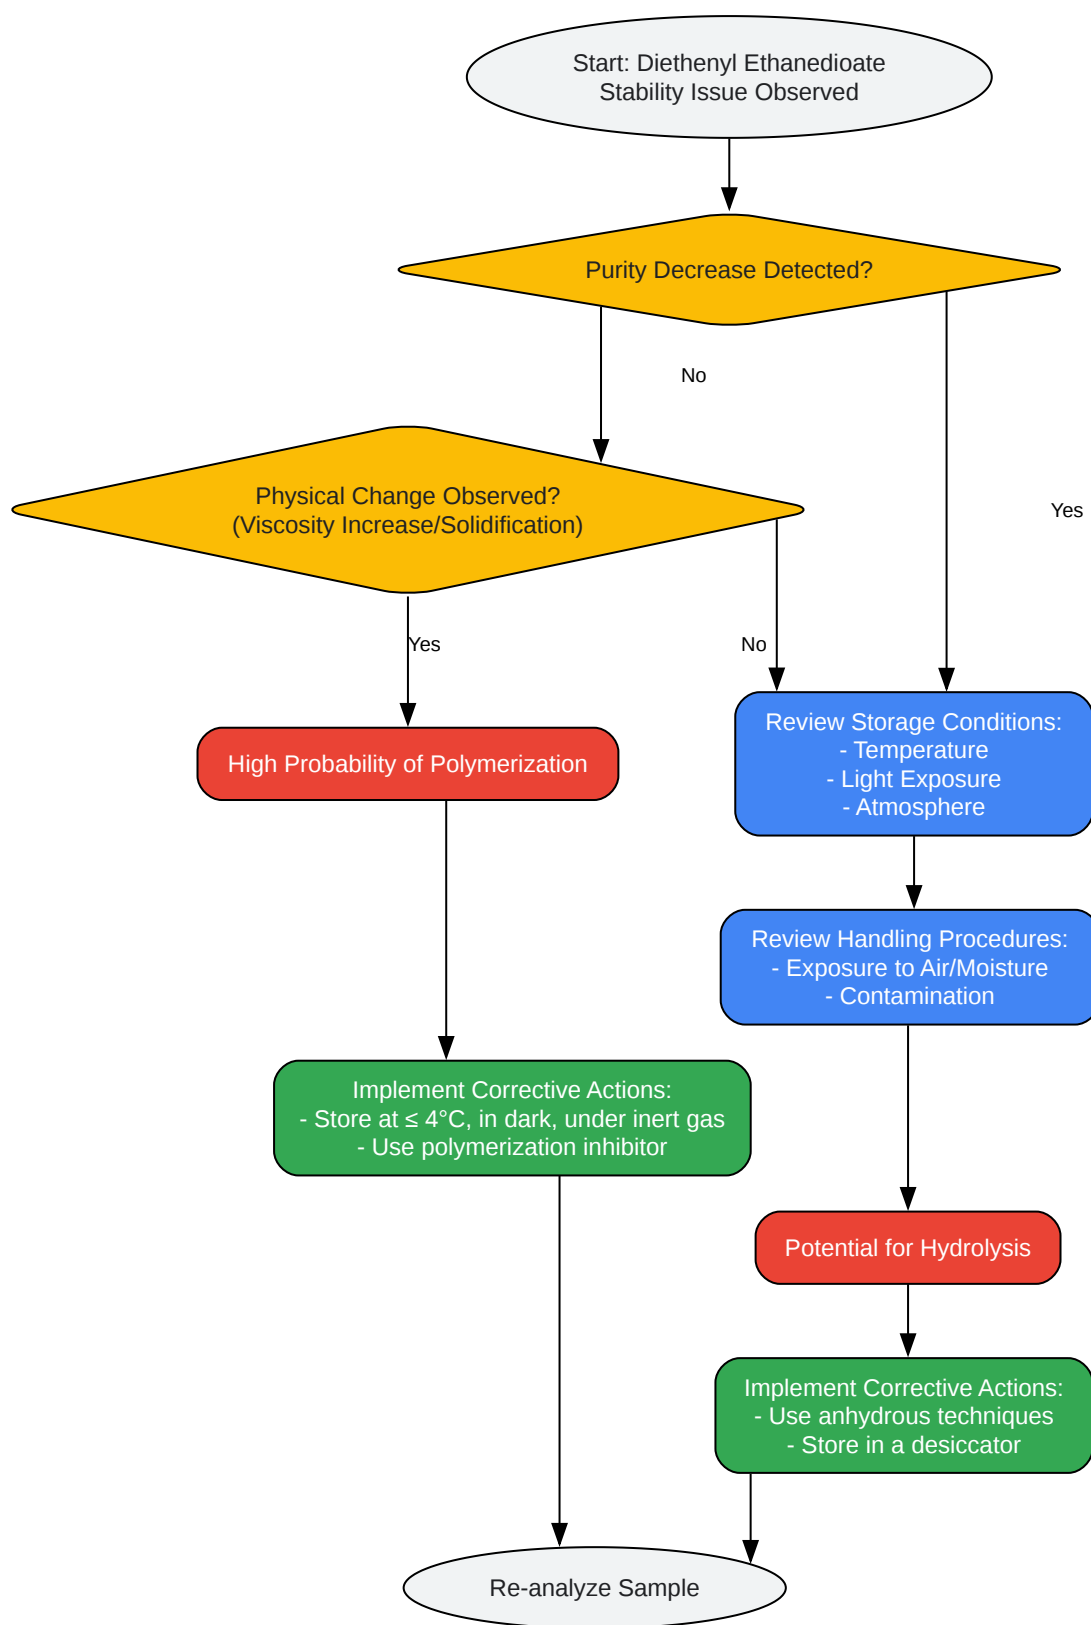 Start: Diethenyl Ethanedioate
Stability Issue Observed
Purity Decrease Detected?
No
Physical Change Observed?
(Viscosity Increase/Solidification)
Yes
Yes
No
High Probability of Polymerization
Review Storage Conditions:
- Temperature
- Light Exposure
- Atmosphere
Review Handling Procedures:
- Exposure to Air/Moisture
- Contamination
Implement Corrective Actions:
- Store at ≤ 4°C, in dark, under inert gas
- Use polymerization inhibitor
Potential for Hydrolysis
Implement Corrective Actions:
- Use anhydrous techniques
- Store in a desiccator
Re-analyze Sample